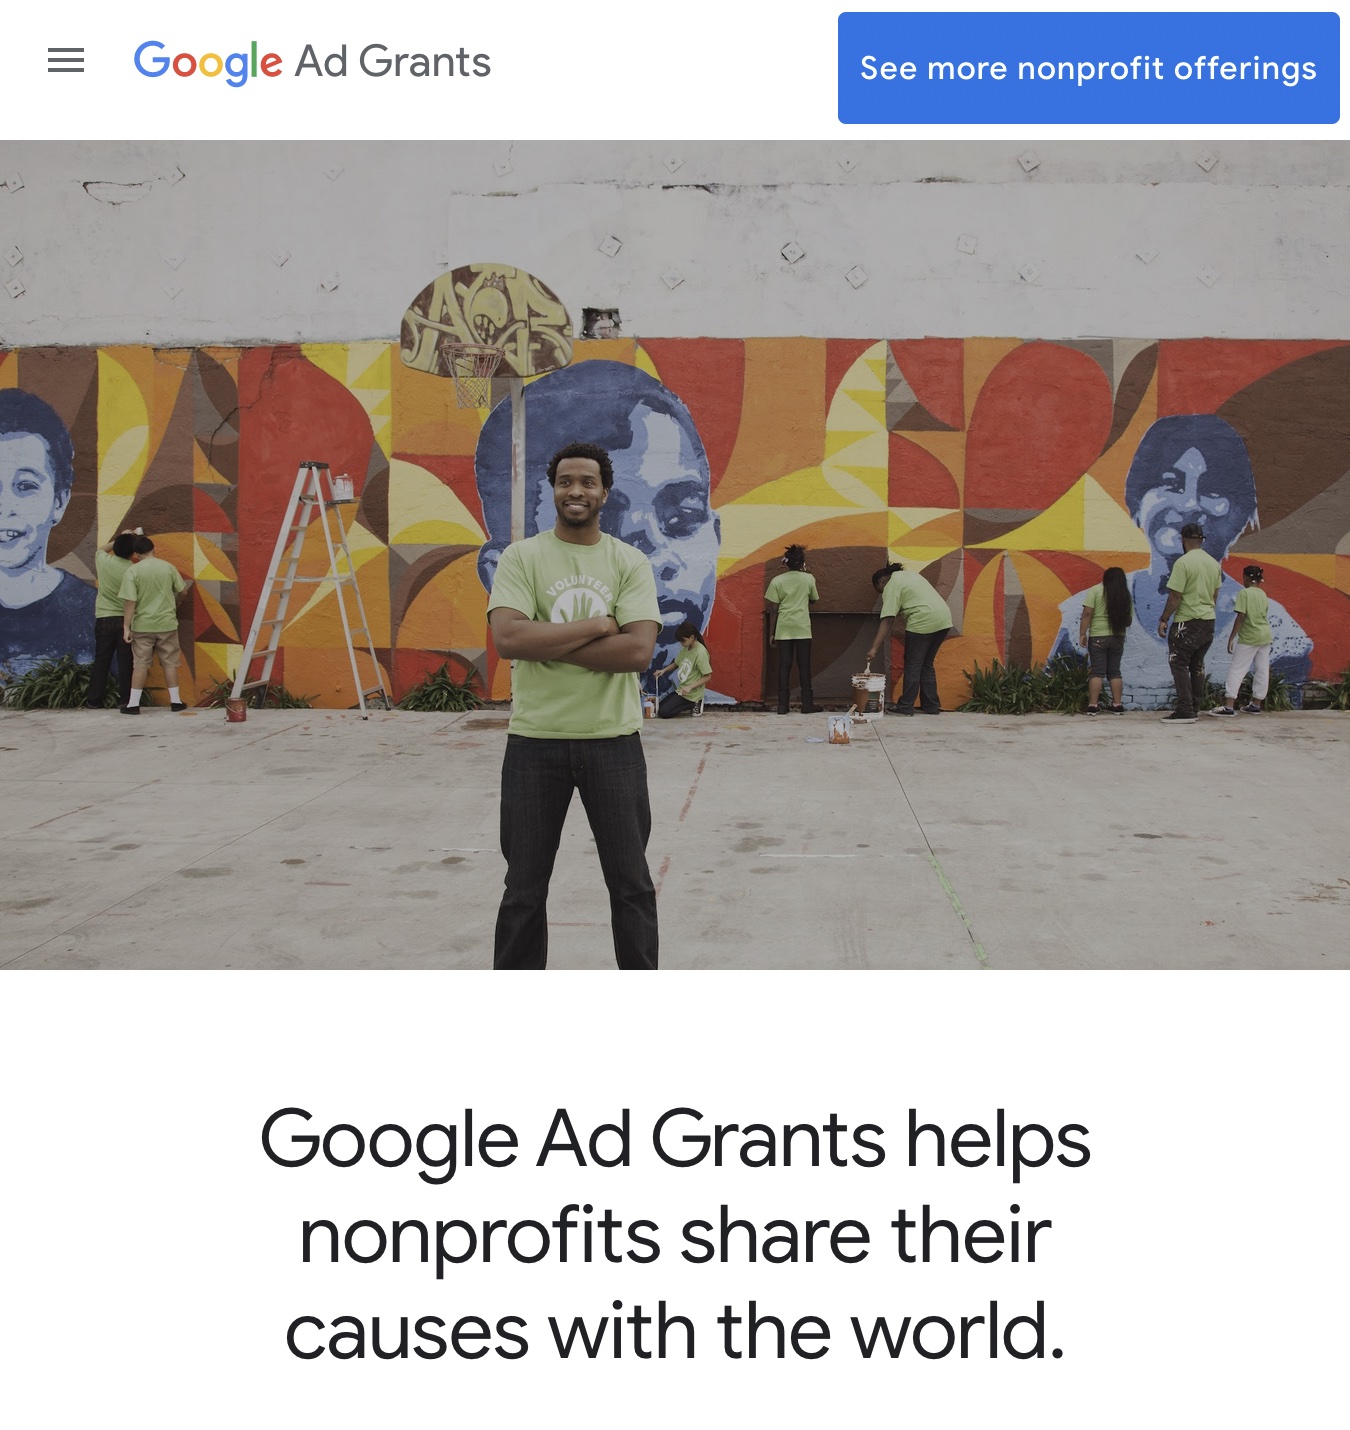 Google Ad Grants
See more nonprofit offerings
VOLUNTEER
Google Ad Grants helps
nonprofits share their
causes with the world.